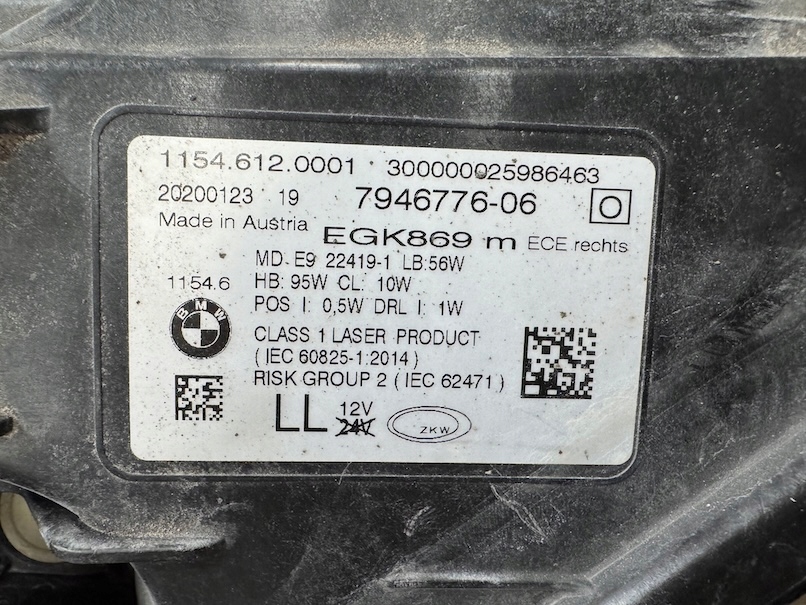 1154.612.0001 300000025986463
20200123 19 7946776-06 O
Made in Austria EGK869 m ECE rechts
MD E9 22419-1 LB:56W
1154.6 HB: 95W CL: 10W
POS I: 0,5W DRL I: 1W
BMW
CLASS 1 LASER PRODUCT
(IEC 60825-1:2014)
RISK GROUP 2 (IEC 62471)
LL 12V
24V ZKW